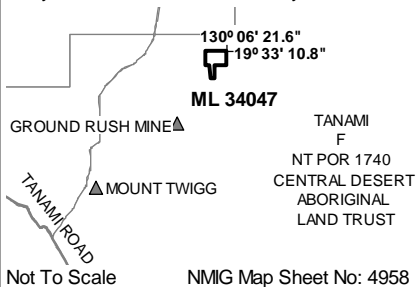 130º 06' 21.6"
19º 33' 10.8"
ML 34047
GROUND RUSH MINE
TANAMI
F
NT POR 1740
CENTRAL DESERT
ABORIGINAL
LAND TRUST
MOUNT TWIGG
TANAMI ROAD
Not To Scale
NMIG Map Sheet No: 4958